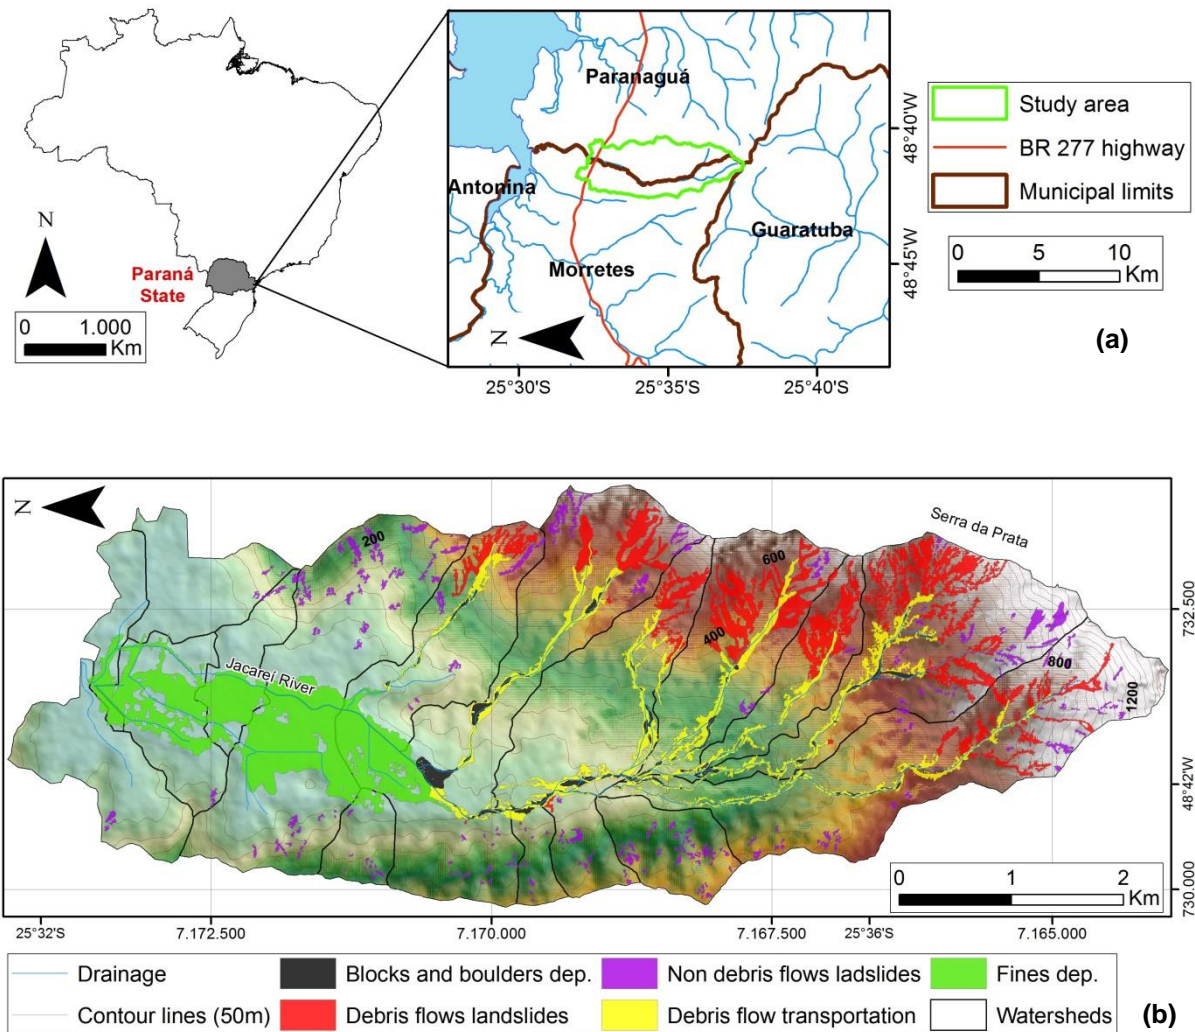 N
Paraná
State
0 1.000
Km
Paranaguá
Antonina
Guaratuba
Morretes
N
48°40'W
48°45'W
25°30'S 25°35'S 25°40'S
Study area
BR 277 highway
Municipal limits
0 5 10
Km
(a)
N
Serra da Prata
200
600
400
800
1200
Jacareí River
732.500
48°42'W
730.000
0 1 2
Km
25°32'S 7.172.500 7.170.000 7.167.500 25°36'S 7.165.000
Drainage Blocks and boulders dep. Non debris flows ladslides Fines dep.
Contour lines (50m) Debris flows landslides Debris flow transportation Watersheds
(b)